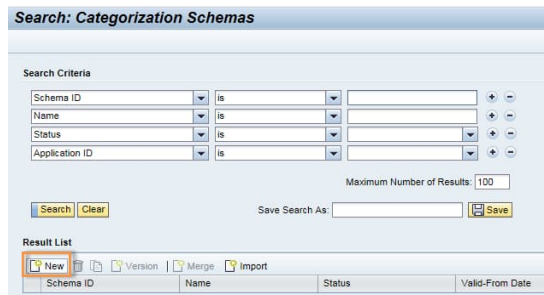 Search: Categorization Schemas
Search Criteria
Schema ID is
Name is
Status is
Application ID is
Maximum Number of Results: 100
Search Clear Save Search As: Save
Result List
New Version Merge Import
Schema ID Name Status Valid-From Date